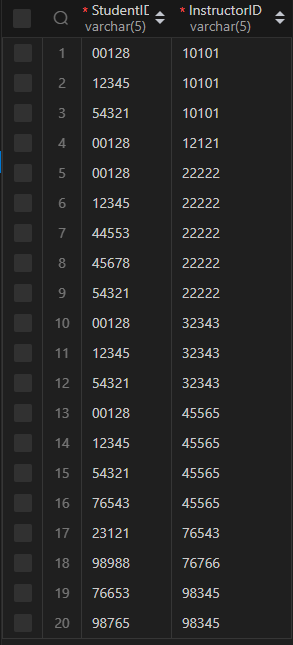 * StudentID * InstructorID
varchar(5) varchar(5)
1 00128 10101
2 12345 10101
3 54321 10101
4 00128 12121
5 00128 22222
6 12345 22222
7 44553 22222
8 45678 22222
9 54321 22222
10 00128 32343
11 12345 32343
12 54321 32343
13 00128 45565
14 12345 45565
15 54321 45565
16 76543 45565
17 23121 76543
18 98988 76766
19 76653 98345
20 98765 98345